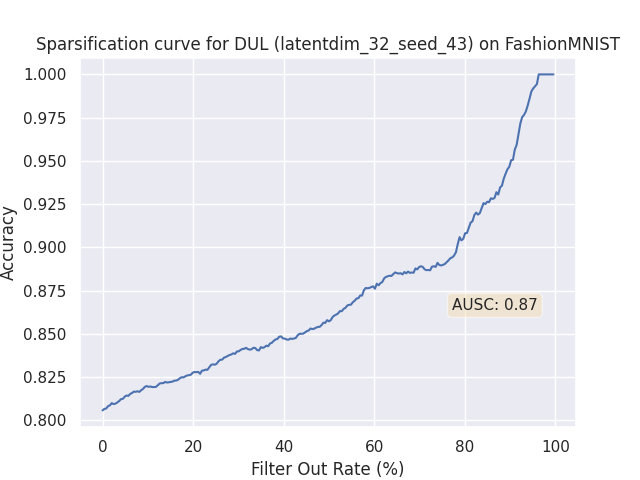 Sparsification curve for DUL (latentdim_32_seed_43) on FashionMNIST
1.000
0.975
0.950
0.925
0.900
0.875
0.850
0.825
0.800
Accuracy
AUSC: 0.87
0 20 40 60 80 100
Filter Out Rate (%)